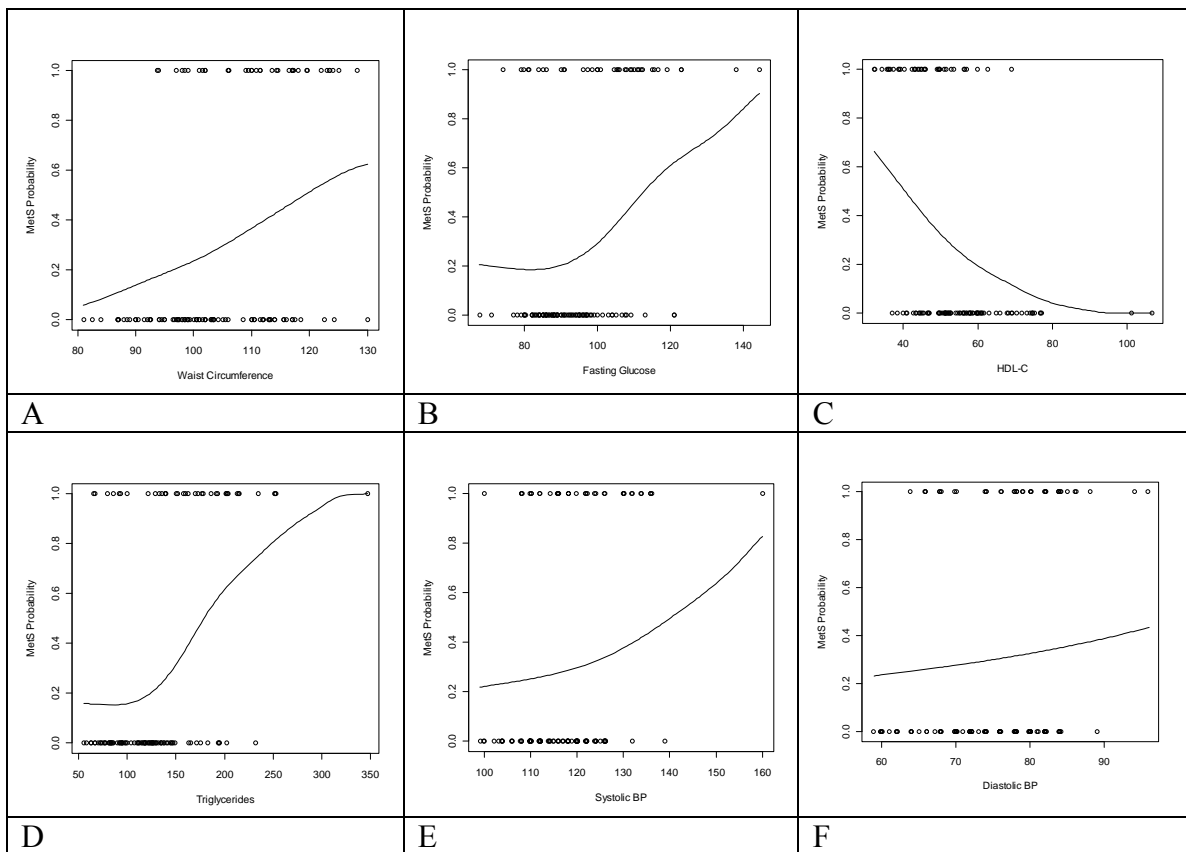 MetS Probability
0.0 0.2 0.4 0.6 0.8 1.0
80 90 100 110 120 130
Waist Circumference
MetS Probability
0.0 0.2 0.4 0.6 0.8 1.0
80 100 120 140
Fasting Glucose
MetS Probability
0.0 0.2 0.4 0.6 0.8 1.0
40 60 80 100
HDL-C
A
B
C
MetS Probability
0.0 0.2 0.4 0.6 0.8 1.0
50 100 150 200 250 300 350
Triglycerides
MetS Probability
0.0 0.2 0.4 0.6 0.8 1.0
100 110 120 130 140 150 160
Systolic BP
MetS Probability
0.0 0.2 0.4 0.6 0.8 1.0
60 70 80 90
Diastolic BP
D
E
F